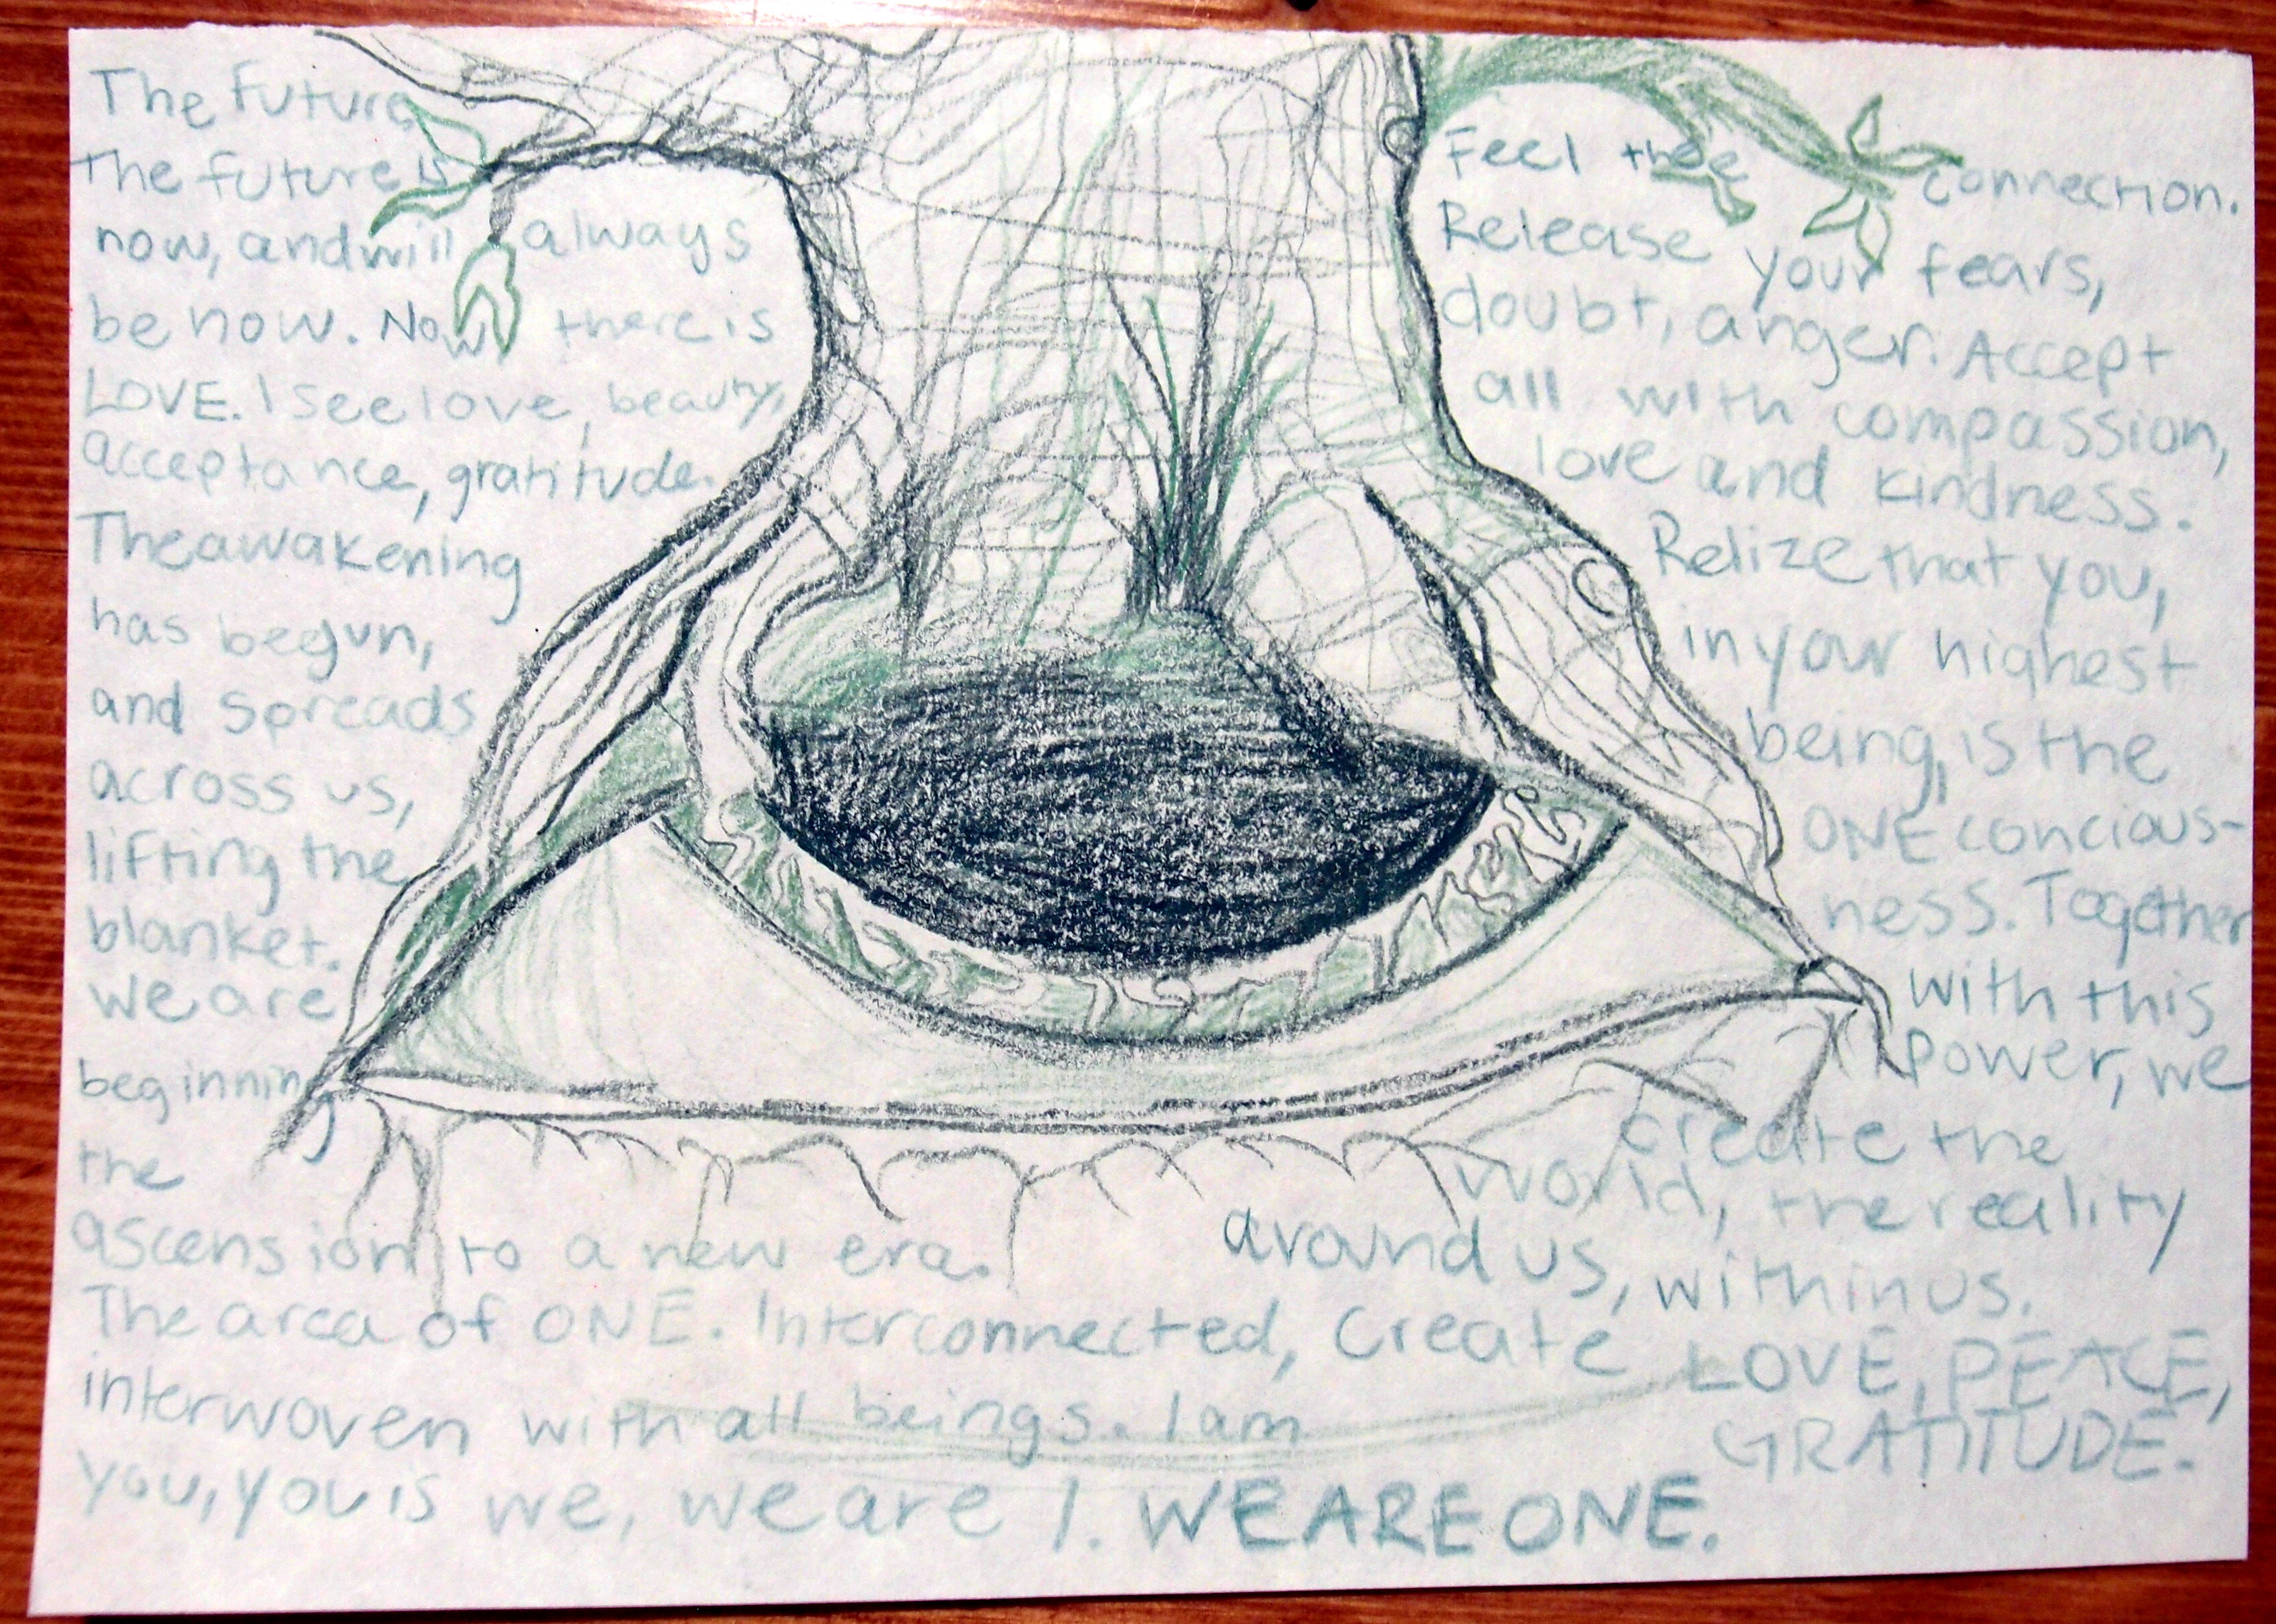 The future,
the future is
now, and will always
be now. Now, there is
LOVE. I see love, beauty,
acceptance, gratitude.
The awakening
has begun,
and spreads
across us,
lifting the
blanket.
We are
beginning
the
ascension to a new era.
The area of ONE. Interconnected,
interwoven with all beings. I am
you, you is we, we are 1. WE ARE ONE.
Feel the connection.
Release your fears,
doubt, anger. Accept
all with compassion,
love and kindness.
Relize that you,
in your highest
being, is the
ONE concious-
ness. Together
with this
power, we
create the
world, the reality
around us, within us.
Create LOVE, PEACE,
GRATITUDE.